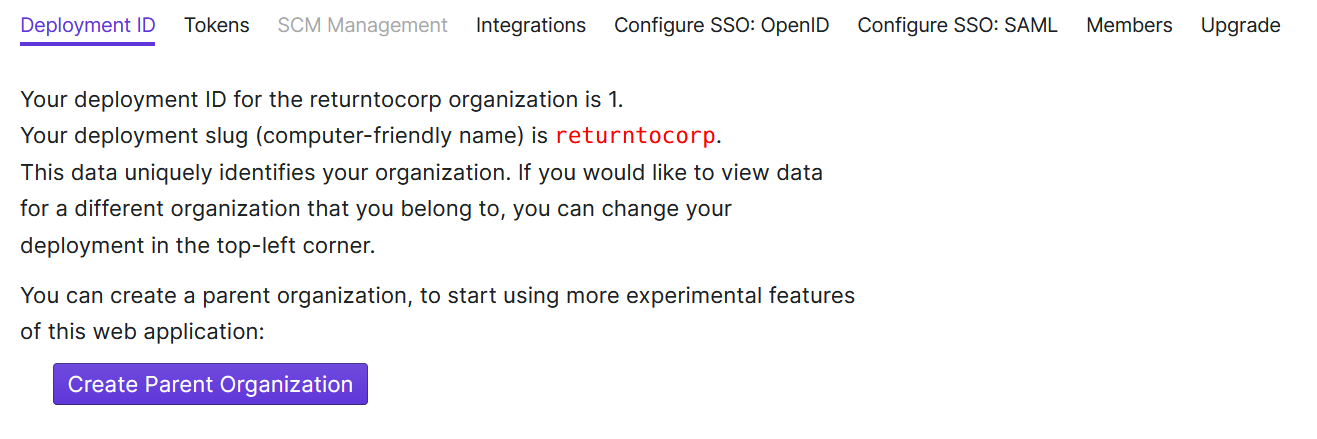 Deployment ID Tokens SCM Management Integrations Configure SSO: OpenID Configure SSO: SAML Members Upgrade
Your deployment ID for the returntocorp organization is 1.
Your deployment slug (computer-friendly name) is returntocorp.
This data uniquely identifies your organization. If you would like to view data
for a different organization that you belong to, you can change your
deployment in the top-left corner.
You can create a parent organization, to start using more experimental features
of this web application:
Create Parent Organization